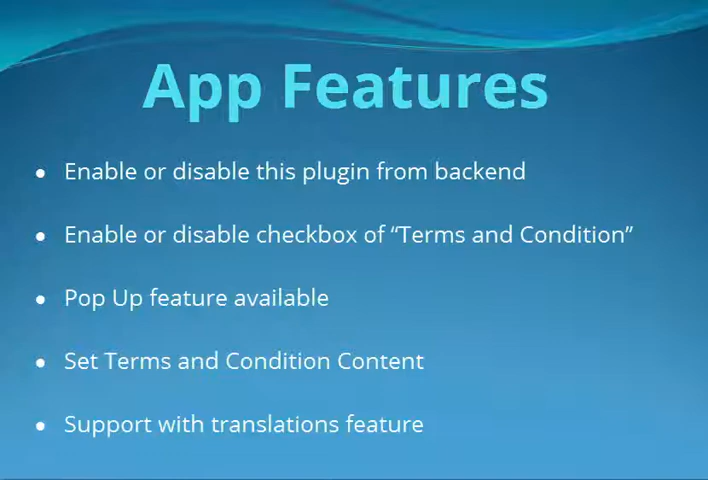 App Features
• Enable or disable this plugin from backend
• Enable or disable checkbox of “Terms and Condition”
• Pop Up feature available
• Set Terms and Condition Content
• Support with translations feature